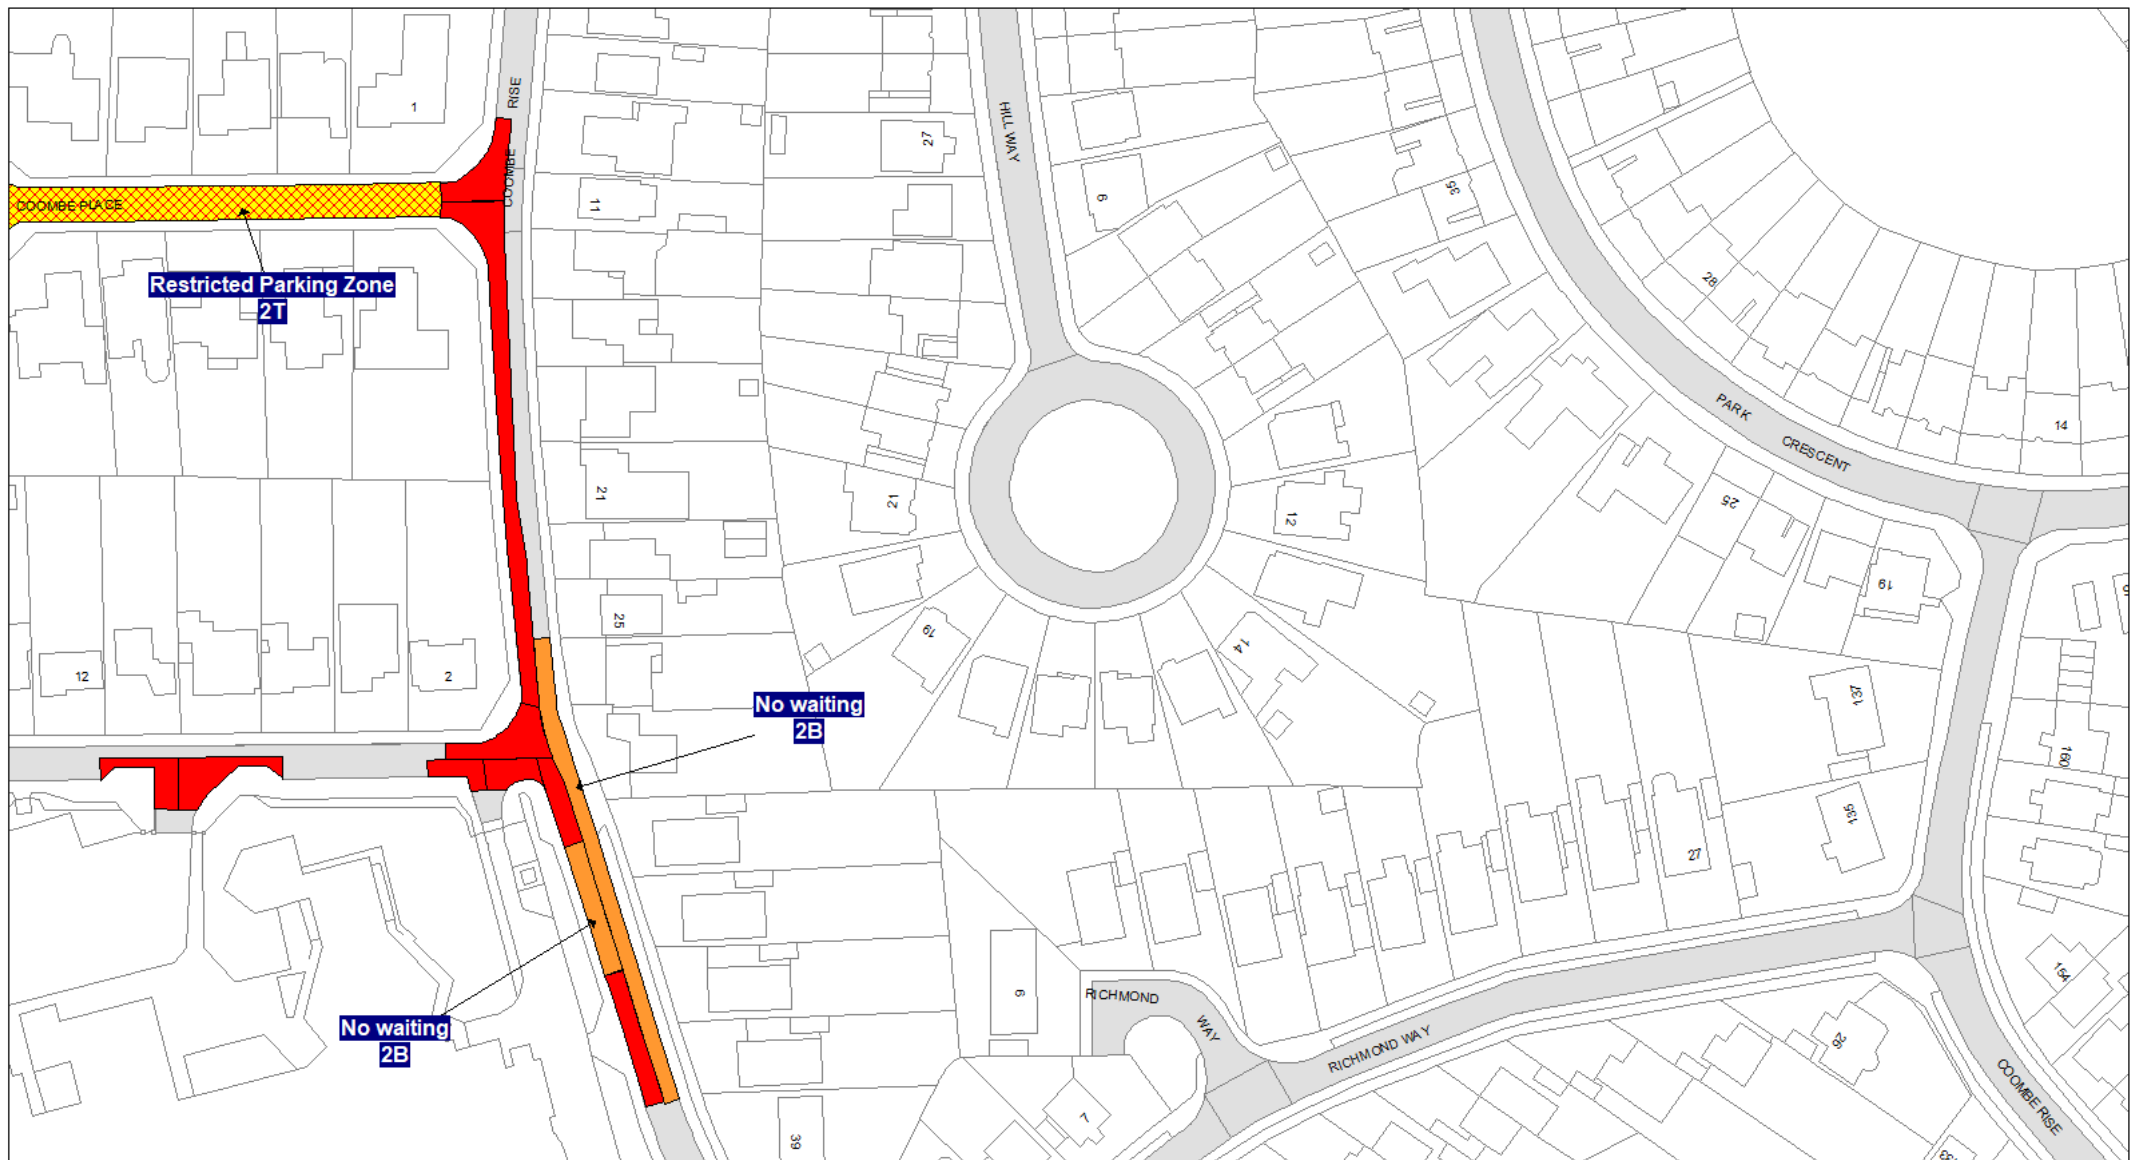 1
COOMBE RISE
HILL WAY
27
COOMBE PLACE
11
6
35
28
Restricted Parking Zone
2T
PARK CRESCENT
14
21
21
12
25
19
25
19
14
12
2
137
160
No waiting
2B
135
27
154
6
RICHMOND WAY
No waiting
2B
RICHMOND WAY
26
COOMBE RISE
7
39